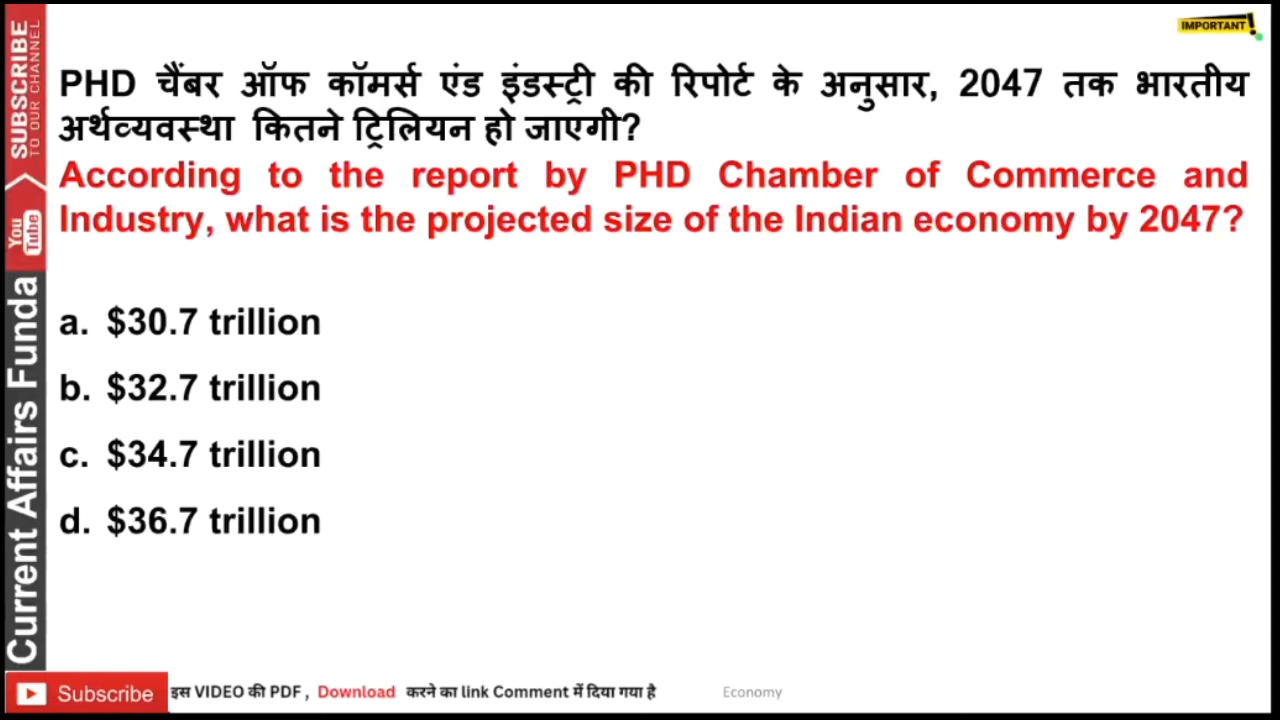 IMPORTANT!
PHD चैंबर ऑफ कॉमर्स एंड इंडस्ट्री की रिपोर्ट के अनुसार, 2047 तक भारतीय
अर्थव्यवस्था कितने ट्रिलियन हो जाएगी?
According to the report by PHD Chamber of Commerce and
Industry, what is the projected size of the Indian economy by 2047?
a. $30.7 trillion
b. $32.7 trillion
c. $34.7 trillion
d. $36.7 trillion
SUBSCRIBE
TO OUR CHANNEL
You
Tube
Current Affairs Funda
Subscribe
इस VIDEO की PDF , Download करने का link Comment में दिया गया है
Economy